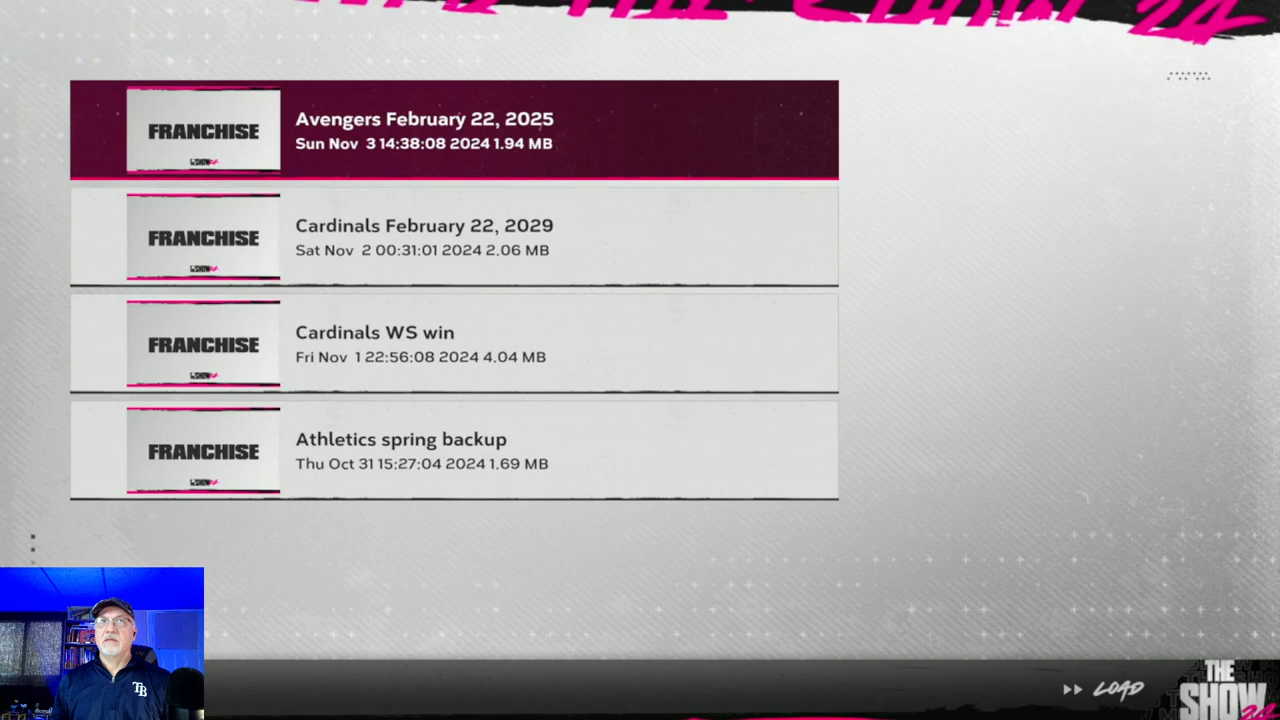 FRANCHISE
Avengers February 22, 2025
Sun Nov 3 14:38:08 2024 1.94 MB
FRANCHISE
Cardinals February 22, 2029
Sat Nov 2 00:31:01 2024 2.06 MB
FRANCHISE
Cardinals WS win
Fri Nov 1 22:56:08 2024 4.04 MB
FRANCHISE
Athletics spring backup
Thu Oct 31 15:27:04 2024 1.69 MB
TB
LOAD
THE
SHOW
24